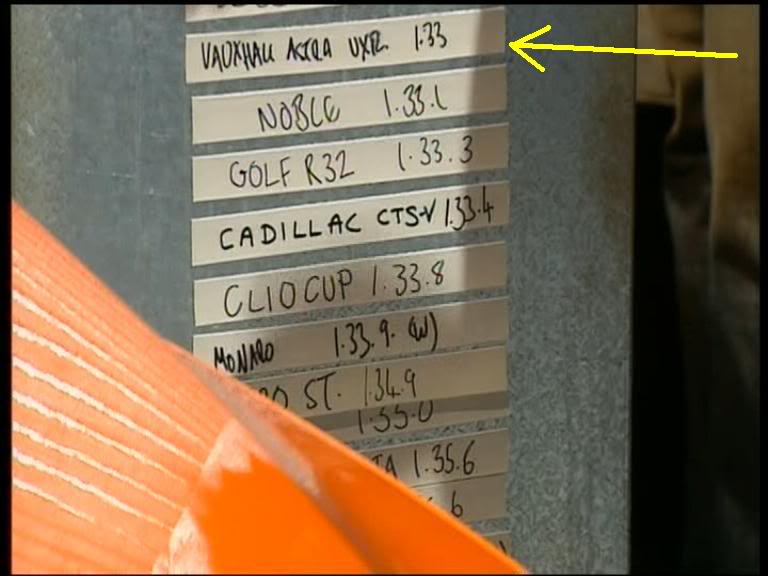 VAUXHALL ASTRA VXR 1.33
NOBLE 1.33.1
GOLF R32 1.33.3
CADILLAC CTS-V 1.33.4
CLIO CUP 1.33.8
MONARO 1.33.9. (W)
ST. 1.34.9
1.35.0
TA 1.35.6
6